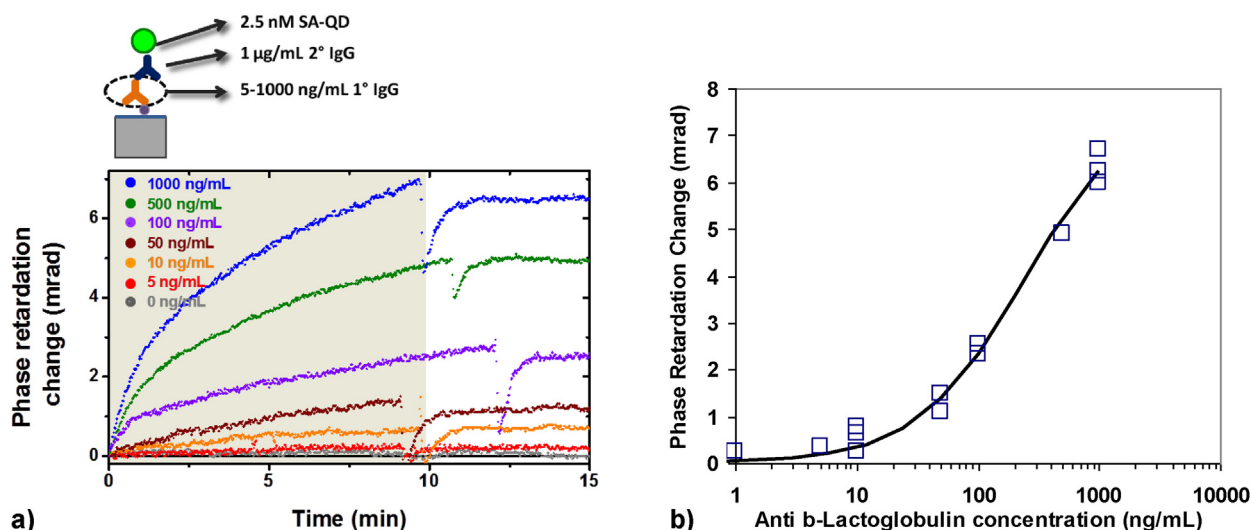 2.5 nM SA-QD
1 µg/mL 2° IgG
5-1000 ng/mL 1° IgG
Phase retardation
change (mrad)
6
4
2
0
1000 ng/mL
500 ng/mL
100 ng/mL
50 ng/mL
10 ng/mL
5 ng/mL
0 ng/mL
0
5
10
15
a)
Time (min)
Phase Retardation Change (mrad)
8
7
6
5
4
3
2
1
0
1
10
100
1000
10000
b)
Anti b-Lactoglobulin concentration (ng/mL)